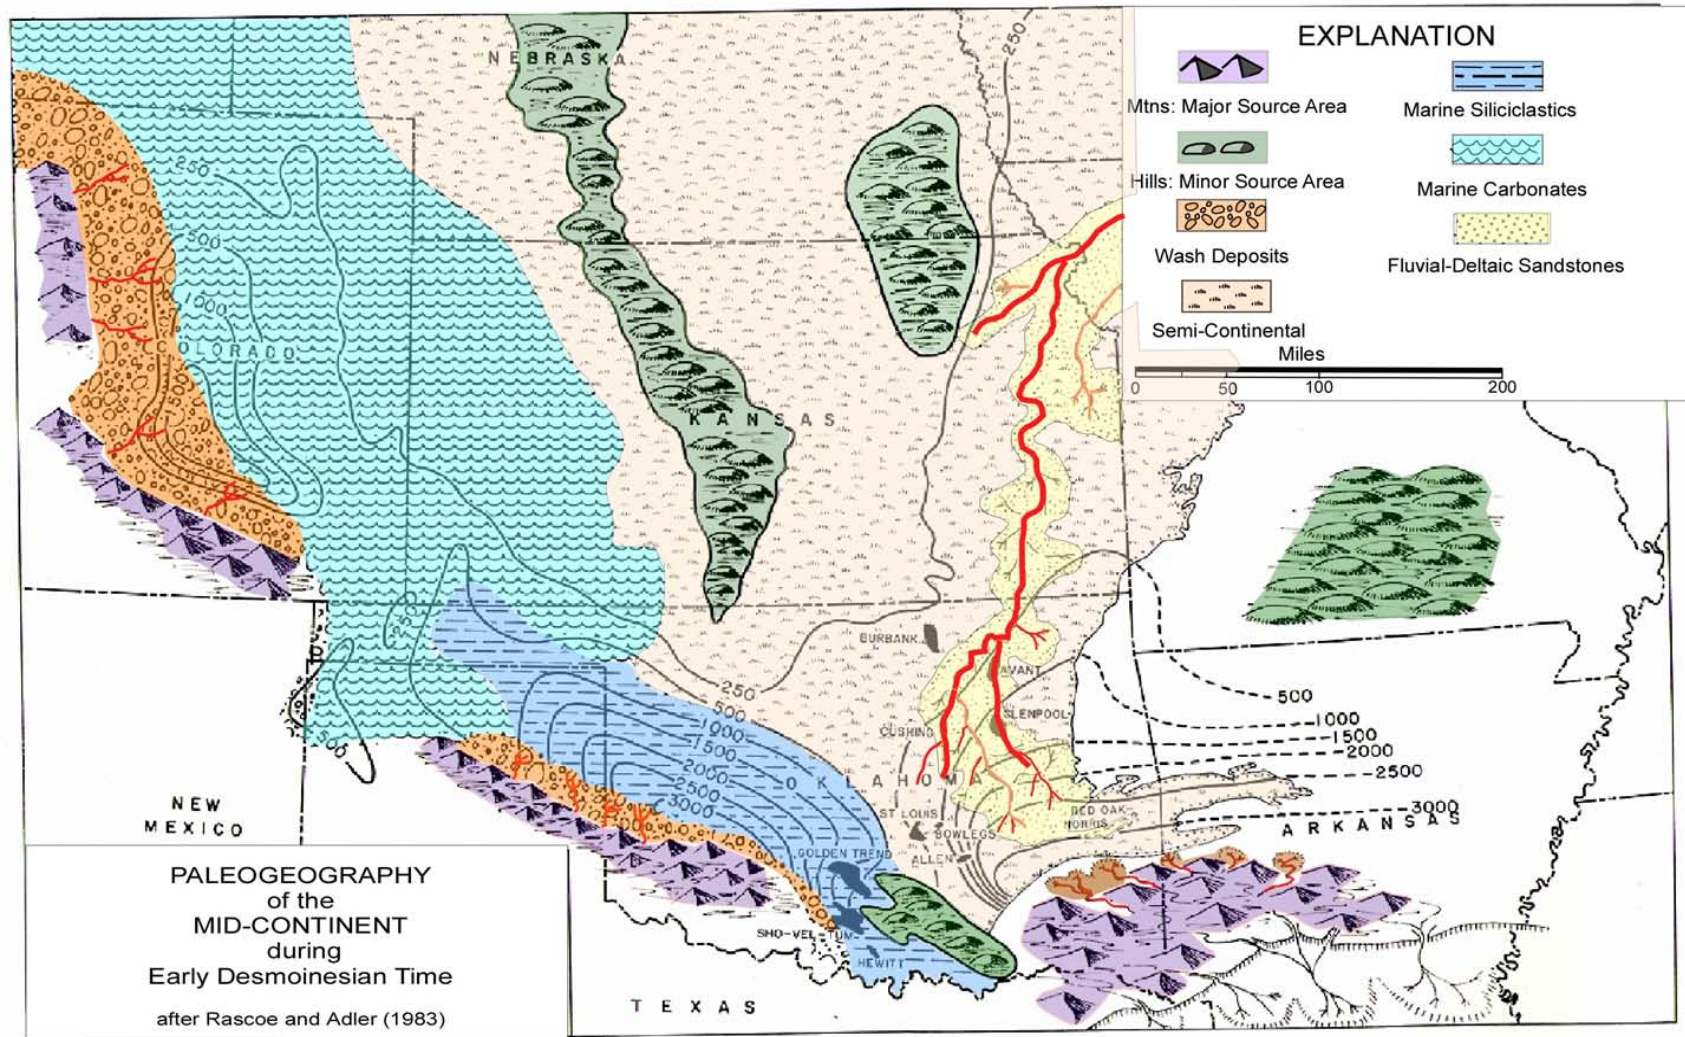 EXPLANATION
Mtns: Major Source Area
Marine Siliciclastics
Hills: Minor Source Area
Marine Carbonates
Wash Deposits
Fluvial-Deltaic Sandstones
Semi-Continental
Miles
0 50 100 200
NEBRASKA
250
250
500
1500
COLORADO
1500
KANSAS
250
BURBANK
AVANT
250
500
1000
1500
2000
2500
3000
GLENPOOL
CUSHING
OKLAHOMA
500
1000
1500
2000
2500
3000
ARKANSAS
500
RED OAK
NORRIS
ST LOUIS
BOWLEGS
ALLEN
GOLDEN TREND
SHO-VEL-TUM
HEWITT
NEW
MEXICO
TEXAS
PALEOGEOGRAPHY
of the
MID-CONTINENT
during
Early Desmoinesian Time
after Rascoe and Adler (1983)